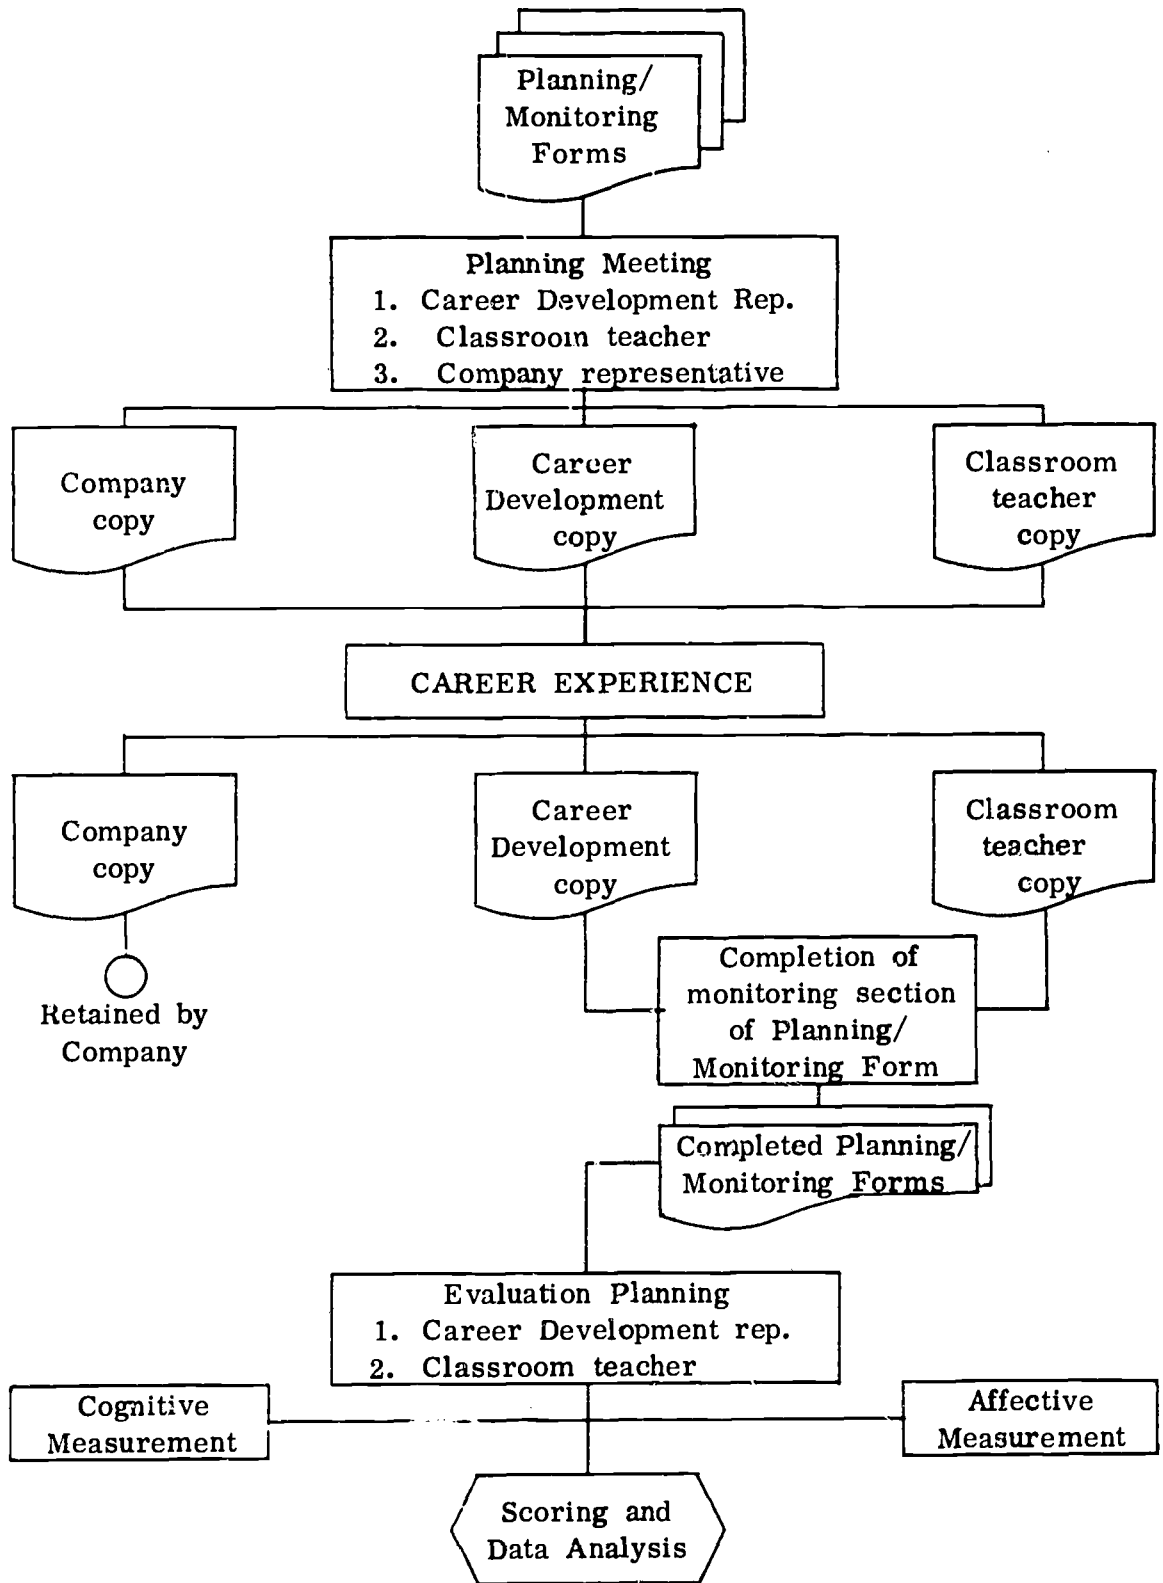 Planning/
Monitoring
Forms
Planning Meeting
1. Career Development Rep.
2. Classroom teacher
3. Company representative
Company
copy
Career
Development
copy
Classroom
teacher
copy
CAREER EXPERIENCE
Company
copy
Career
Development
copy
Classroom
teacher
copy
Retained by
Company
Completion of
monitoring section
of Planning/
Monitoring Form
Completed Planning/
Monitoring Forms
Evaluation Planning
1. Career Development rep.
2. Classroom teacher
Cognitive
Measurement
Affective
Measurement
Scoring and
Data Analysis